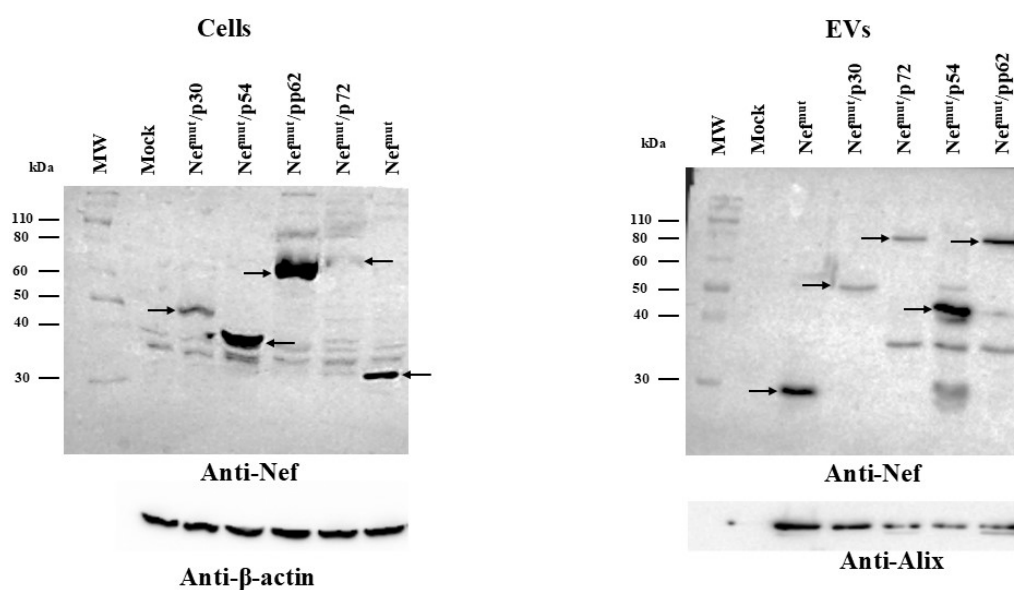 Cells
kDa
MW
Mock
Nefᵐᵘᵗ/p30
Nefᵐᵘᵗ/p54
Nefᵐᵘᵗ/pp62
Nefᵐᵘᵗ/p72
Nefᵐᵘᵗ
110
80
60
50
40
30
Anti-Nef
Anti-β-actin
EVs
kDa
MW
Mock
Nefᵐᵘᵗ
Nefᵐᵘᵗ/p30
Nefᵐᵘᵗ/p72
Nefᵐᵘᵗ/p54
Nefᵐᵘᵗ/pp62
110
80
60
50
40
30
Anti-Nef
Anti-Alix